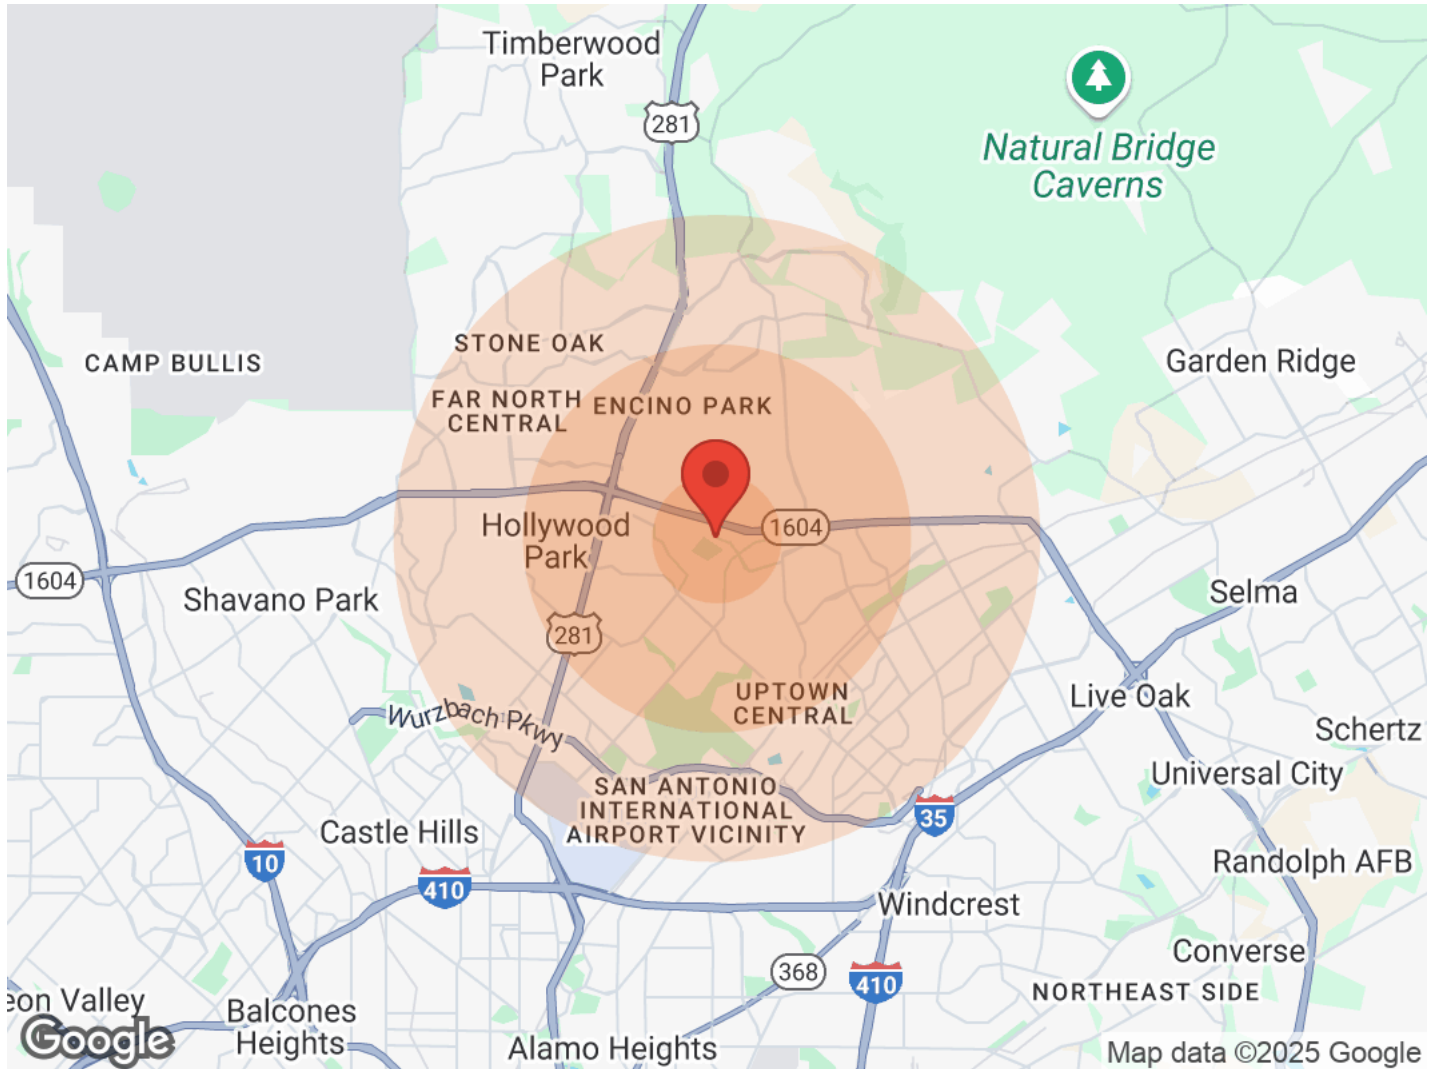 Timberwood
Park
281
Natural Bridge
Caverns
STONE OAK
CAMP BULLIS
Garden Ridge
FAR NORTH
CENTRAL
ENCINO PARK
Hollywood
Park
1604
1604
Shavano Park
Selma
281
UPTOWN
CENTRAL
Live Oak
Wurzbach Pkwy
Schertz
Universal City
SAN ANTONIO
INTERNATIONAL
AIRPORT VICINITY
35
Castle Hills
10
410
Randolph AFB
Windcrest
Converse
368
410
NORTHEAST SIDE
eon Valley
Balcones
Heights
Google
Alamo Heights
Map data ©2025 Google